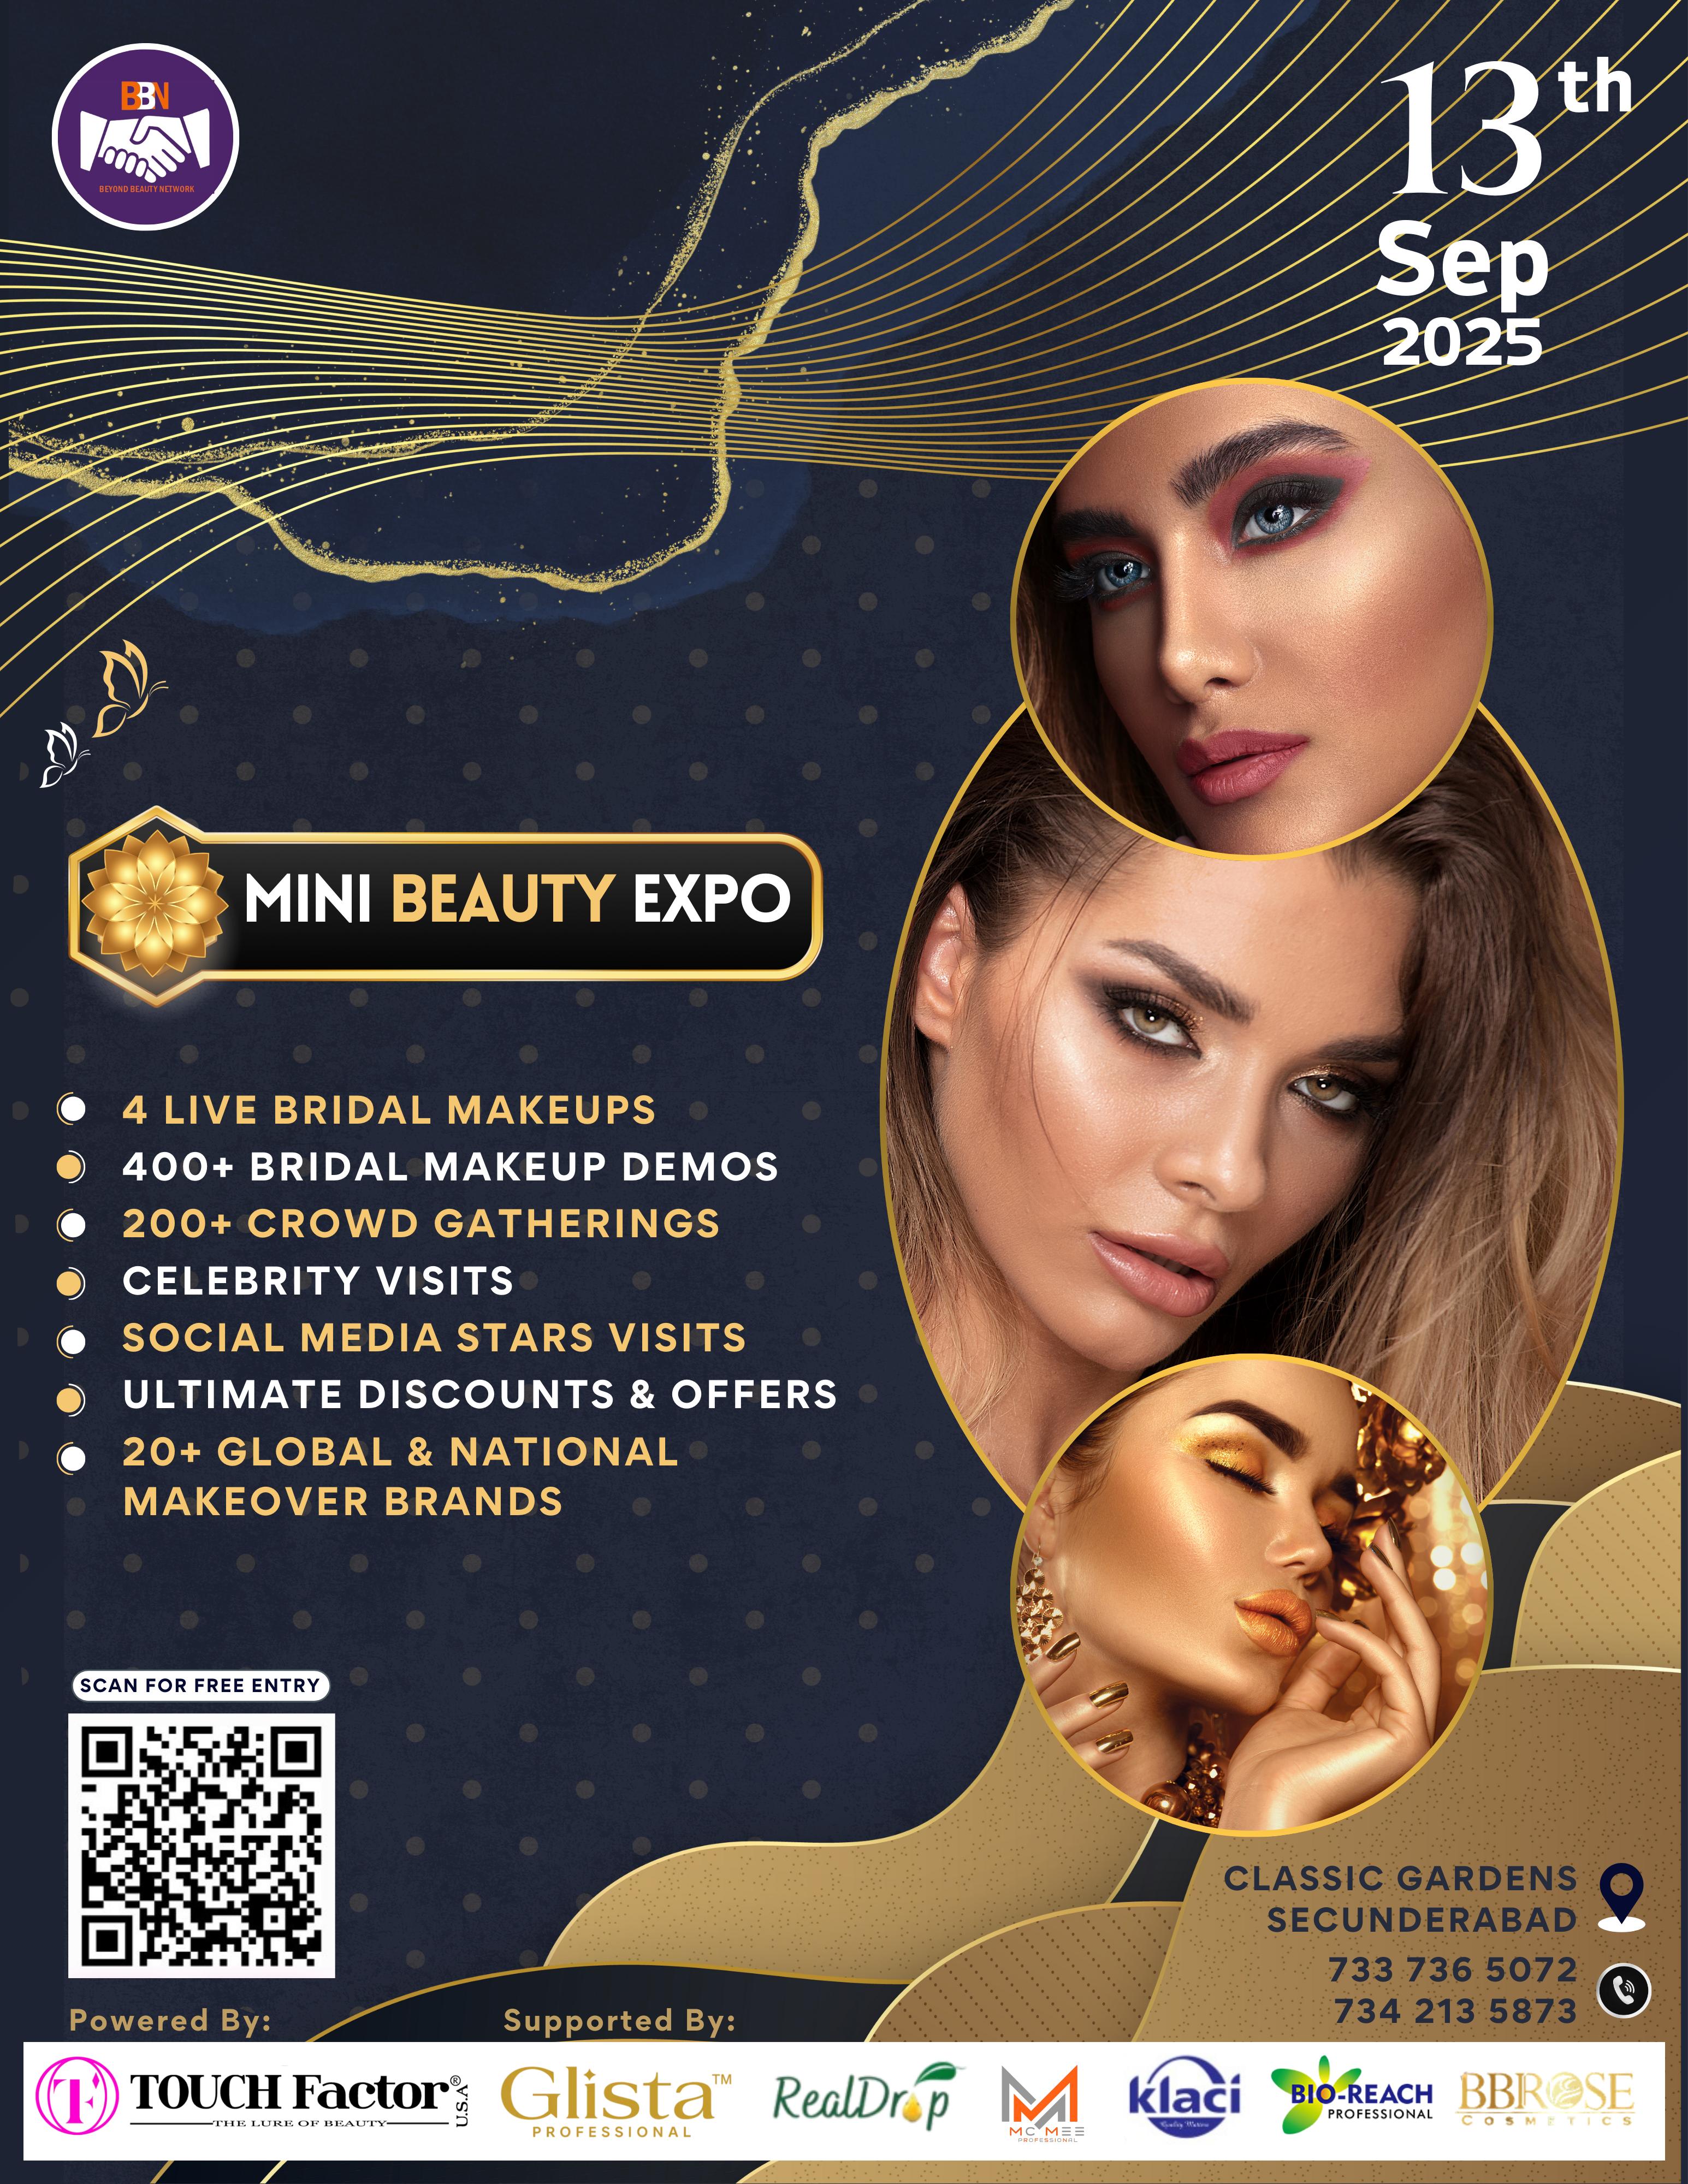 BBN
BEYOND BEAUTY NETWORK
13th
Sep
2025
MINI BEAUTY EXPO
4 LIVE BRIDAL MAKEUPS
400+ BRIDAL MAKEUP DEMOS
200+ CROWD GATHERINGS
CELEBRITY VISITS
SOCIAL MEDIA STARS VISITS
ULTIMATE DISCOUNTS & OFFERS
20+ GLOBAL & NATIONAL
MAKEOVER BRANDS
SCAN FOR FREE ENTRY
CLASSIC GARDENS
SECUNDERABAD
733 736 5072
734 213 5873
Powered By:
Supported By:
TF
TOUCH Factor® U.S.A
THE LURE OF BEAUTY
Glista™
PROFESSIONAL
RealDrop
MC MEE
PROFESSIONAL
klaci
BIO-REACH
PROFESSIONAL
BBROSE
COSMETICS